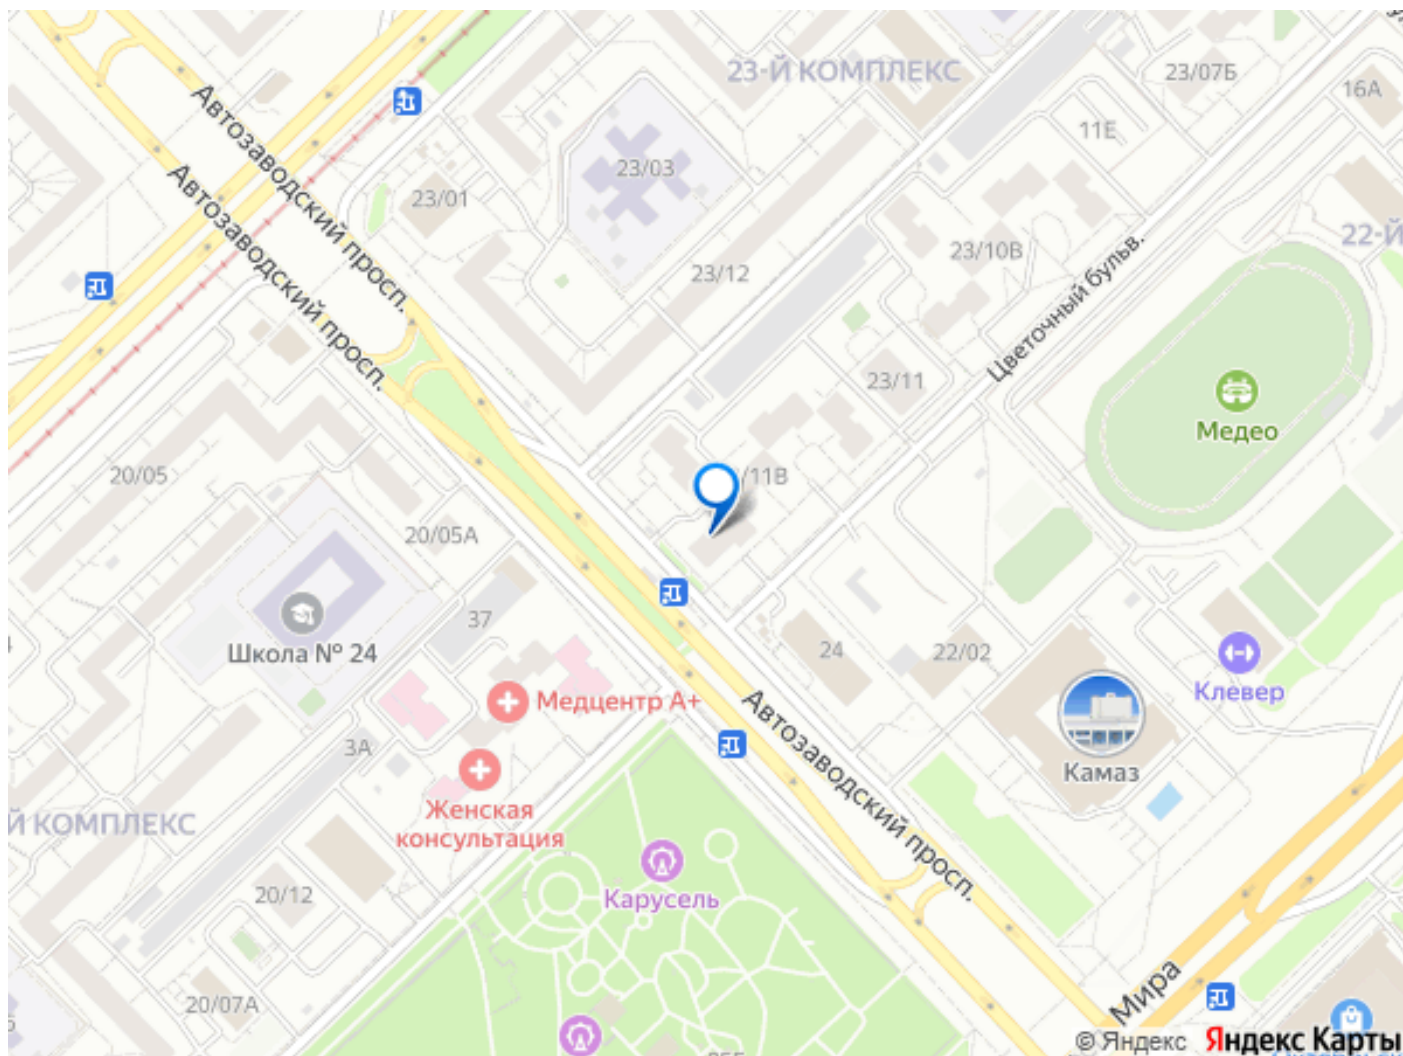 23-Й КОМПЛЕКС
23/07Б
16А
11Е
Автозаводский просп.
23/03
23/01
Автозаводский просп.
22-Й
23/10В
23/12
Цветочный бульв.
23/11
Медео
20/05
/11В
20/05А
37
Школа № 24
24
22/02
Клевер
Медцентр А+
3А
Автозаводский просп.
Камаз
Женская
консультация
Й КОМПЛЕКС
Карусель
20/12
20/07А
Мира
© Яндекс Яндекс Карты